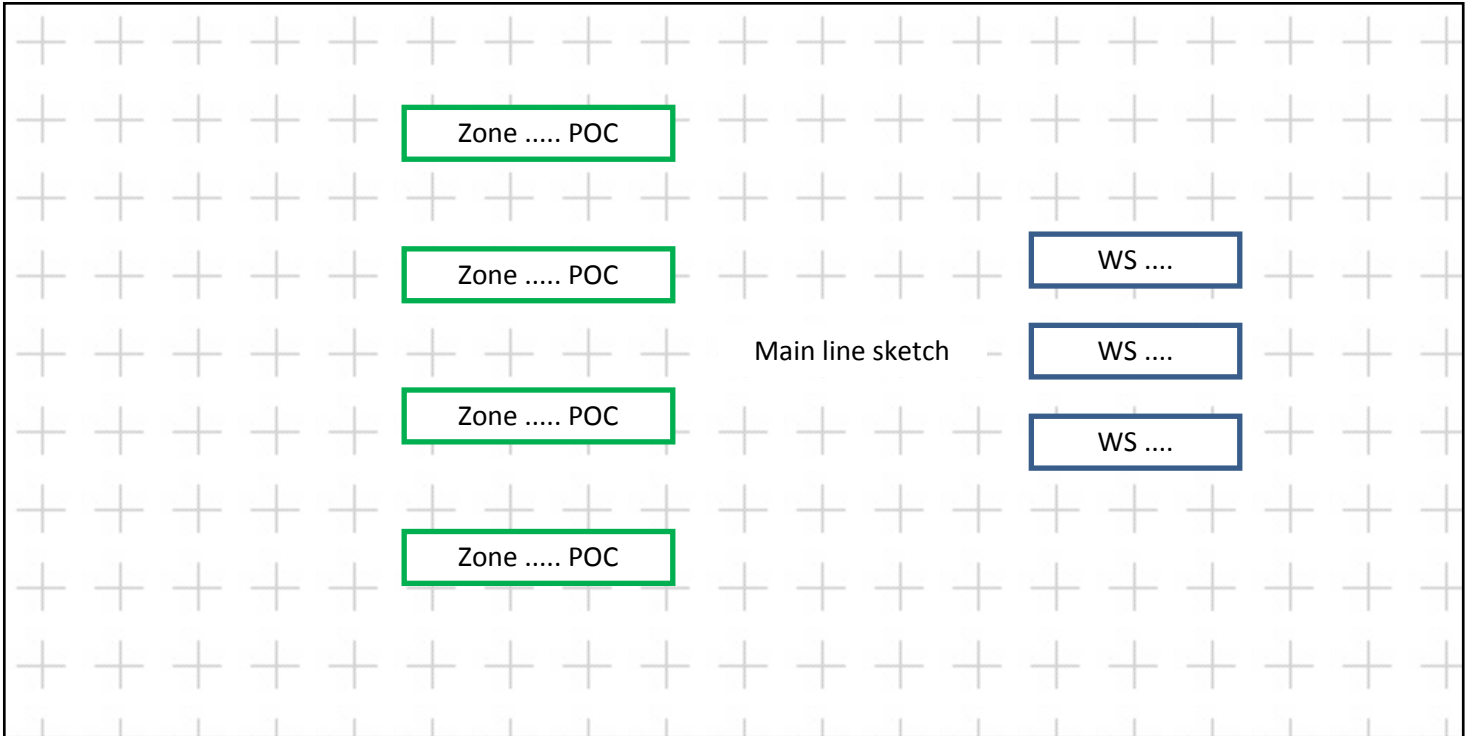 Zone ..... POC
Zone ..... POC
WS ....
Main line sketch
WS ....
Zone ..... POC
WS ....
Zone ..... POC